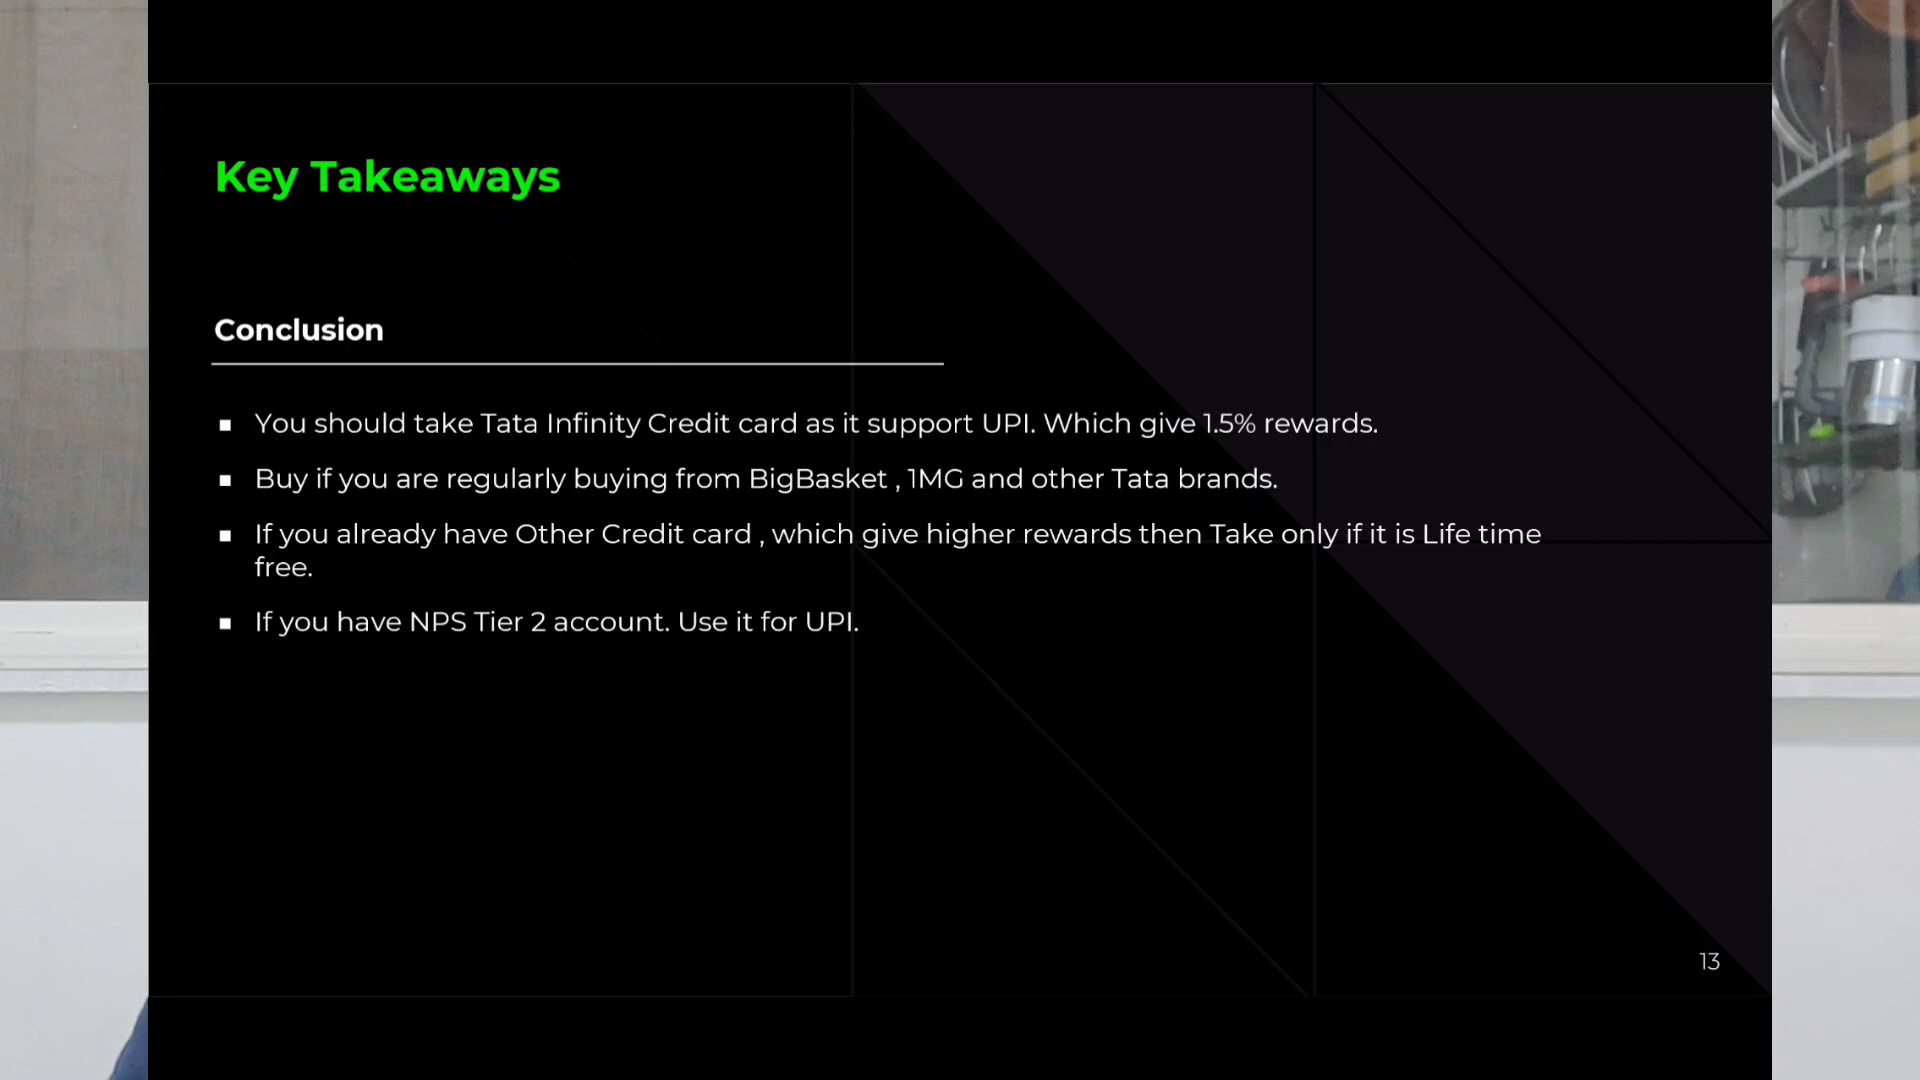 Key Takeaways
Conclusion
▪ You should take Tata Infinity Credit card as it support UPI. Which give 1.5% rewards.
▪ Buy if you are regularly buying from BigBasket , 1MG and other Tata brands.
▪ If you already have Other Credit card , which give higher rewards then Take only if it is Life time
free.
▪ If you have NPS Tier 2 account. Use it for UPI.
13